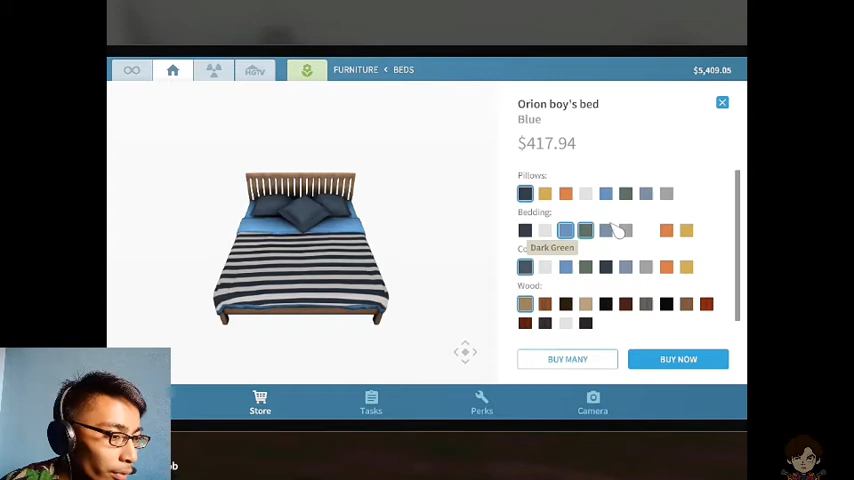 HGTV
FURNITURE < BEDS
$5,409.05
Orion boy's bed
Blue
$417.94
Pillows:
Bedding:
Dark Green
Wood:
BUY MANY
BUY NOW
Store
Tasks
Perks
Camera